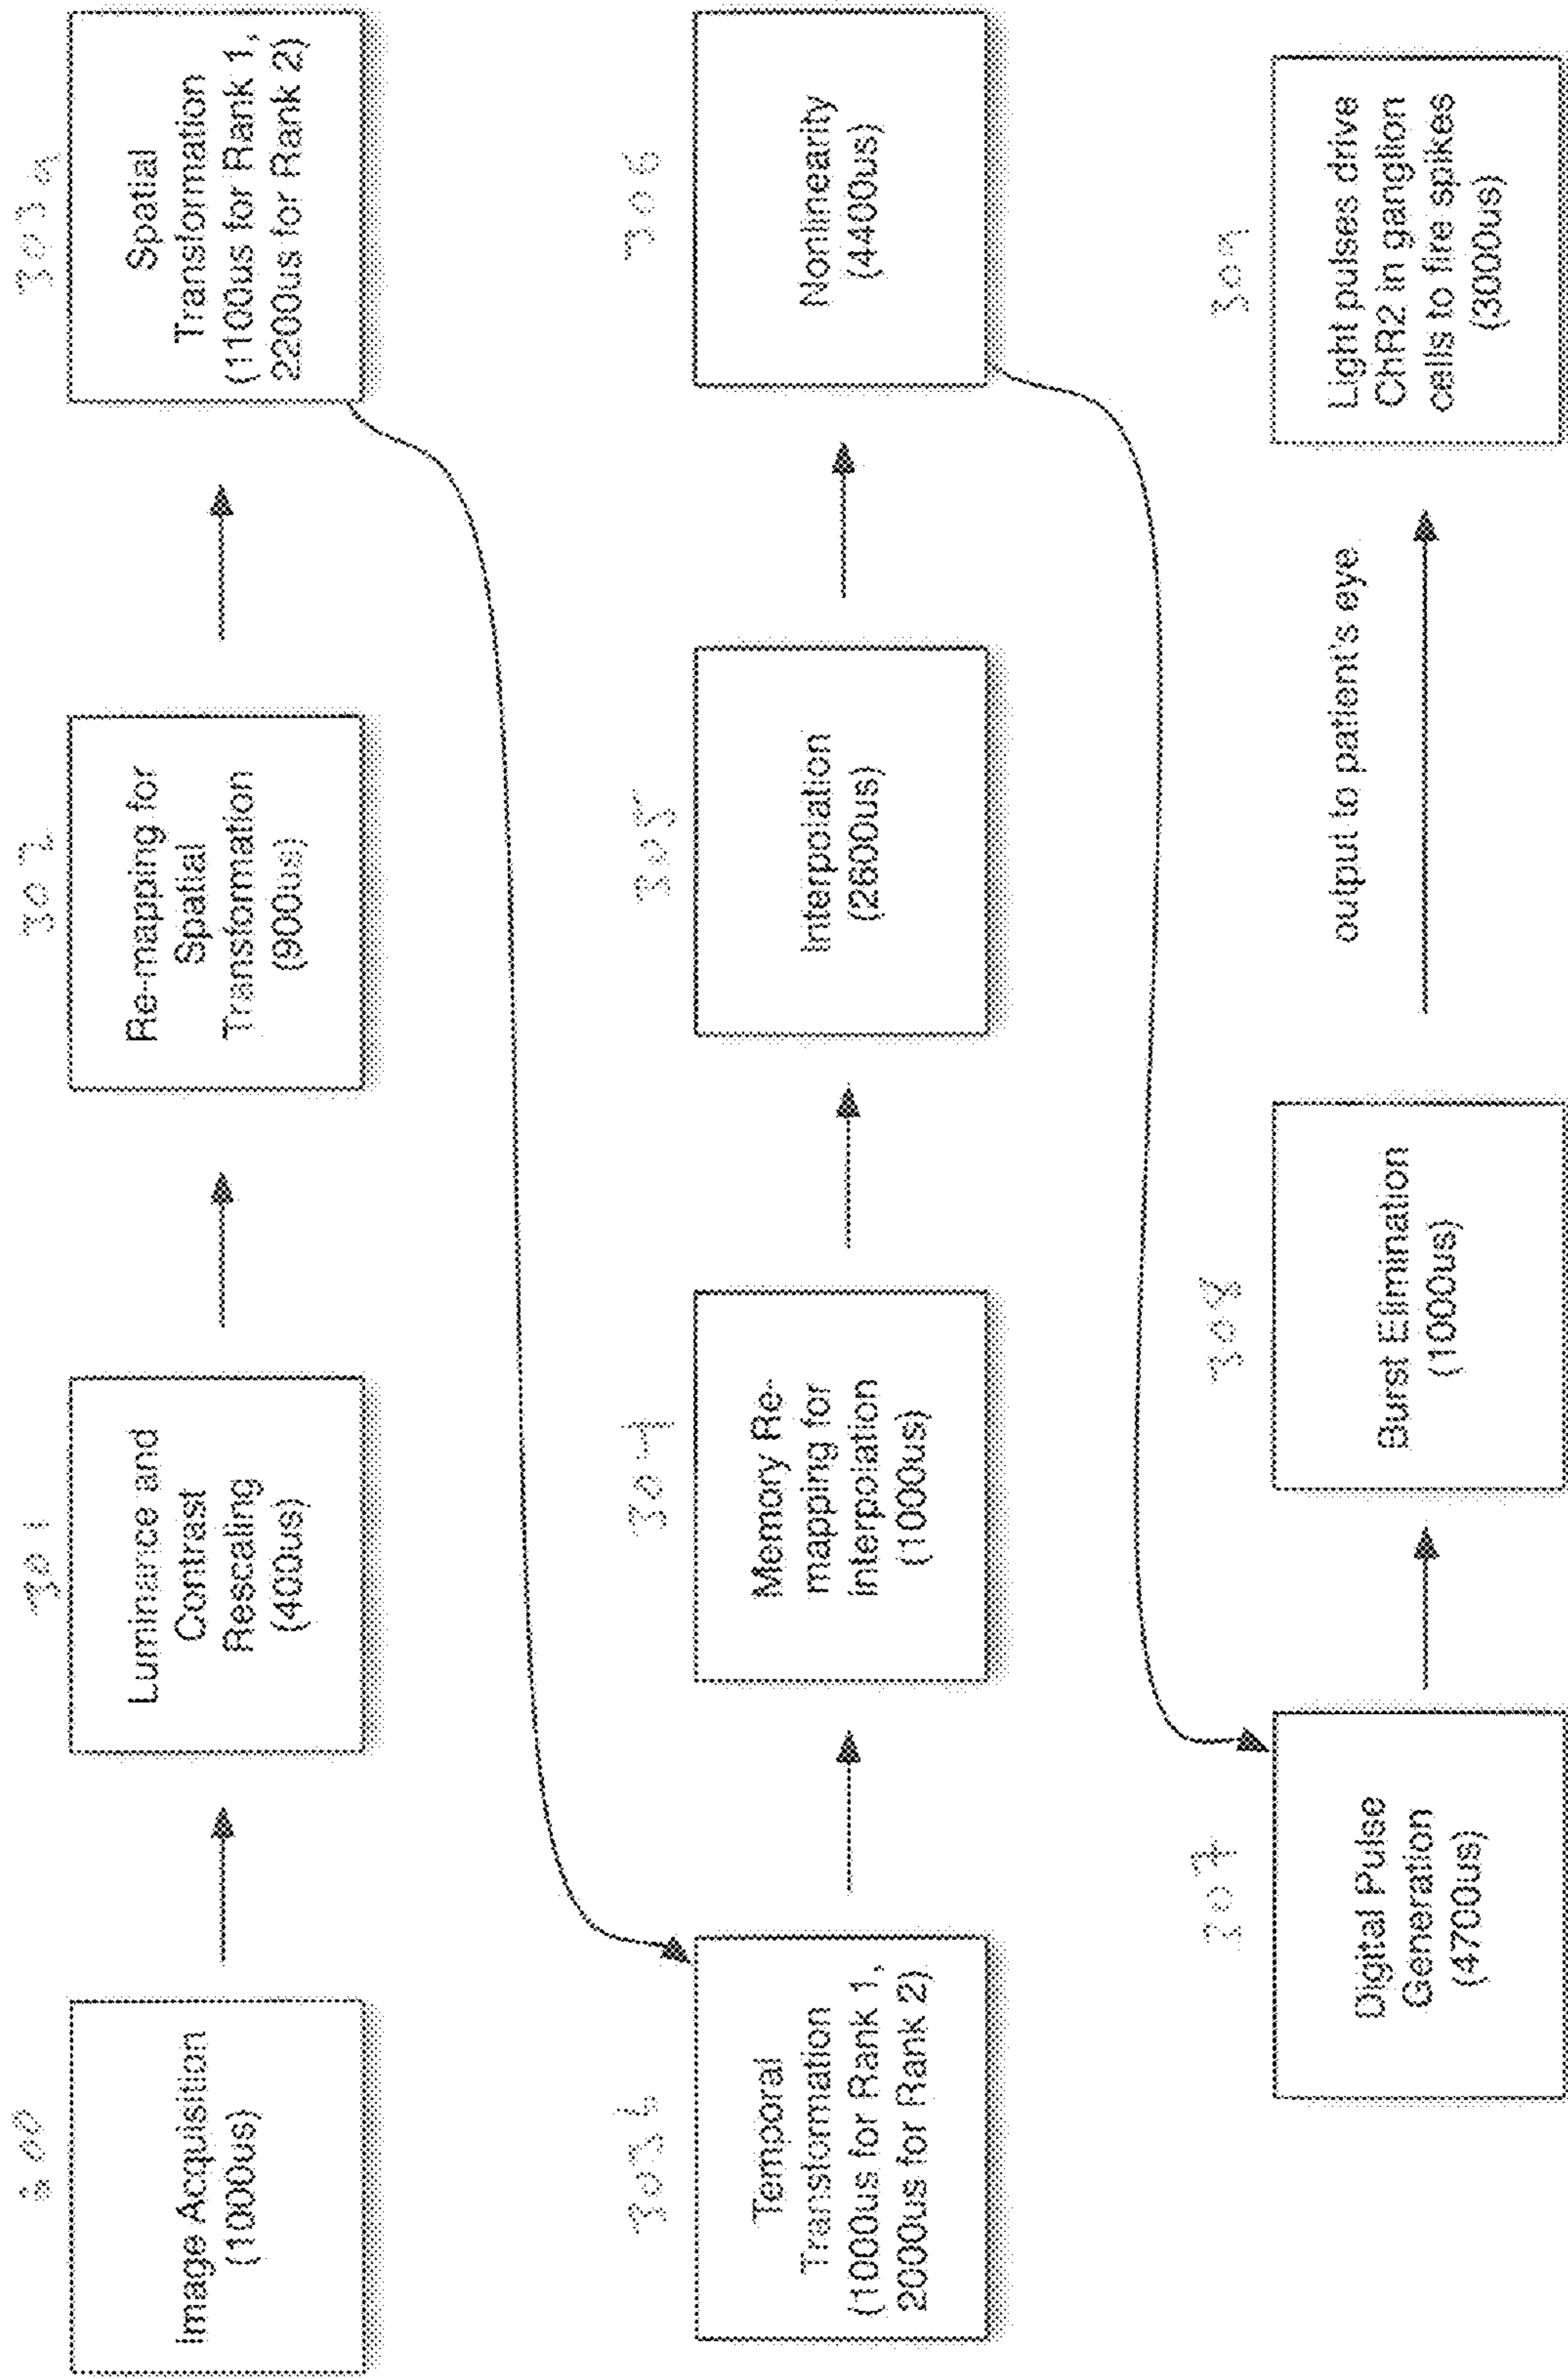 300
Image Acquisition
(1000us)
301
Luminance and
Contrast
Rescaling
(400us)
302
Re-mapping for
Spatial
Transformation
(900us)
303a
Spatial
Transformation
(1100us for Rank 1,
2200us for Rank 2)
303b
Temporal
Transformation
(1000us for Rank 1,
2000us for Rank 2)
304
Memory Re-
mapping for
interpolation
(1000us)
305
Interpolation
(2600us)
306
Nonlinearity
(4400us)
307
Digital Pulse
Generation
(4700us)
308
Burst Elimination
(1000us)
output to patient's eye
309
Light pulses drive
ChR2 in ganglion
cells to fire spikes
(3000us)